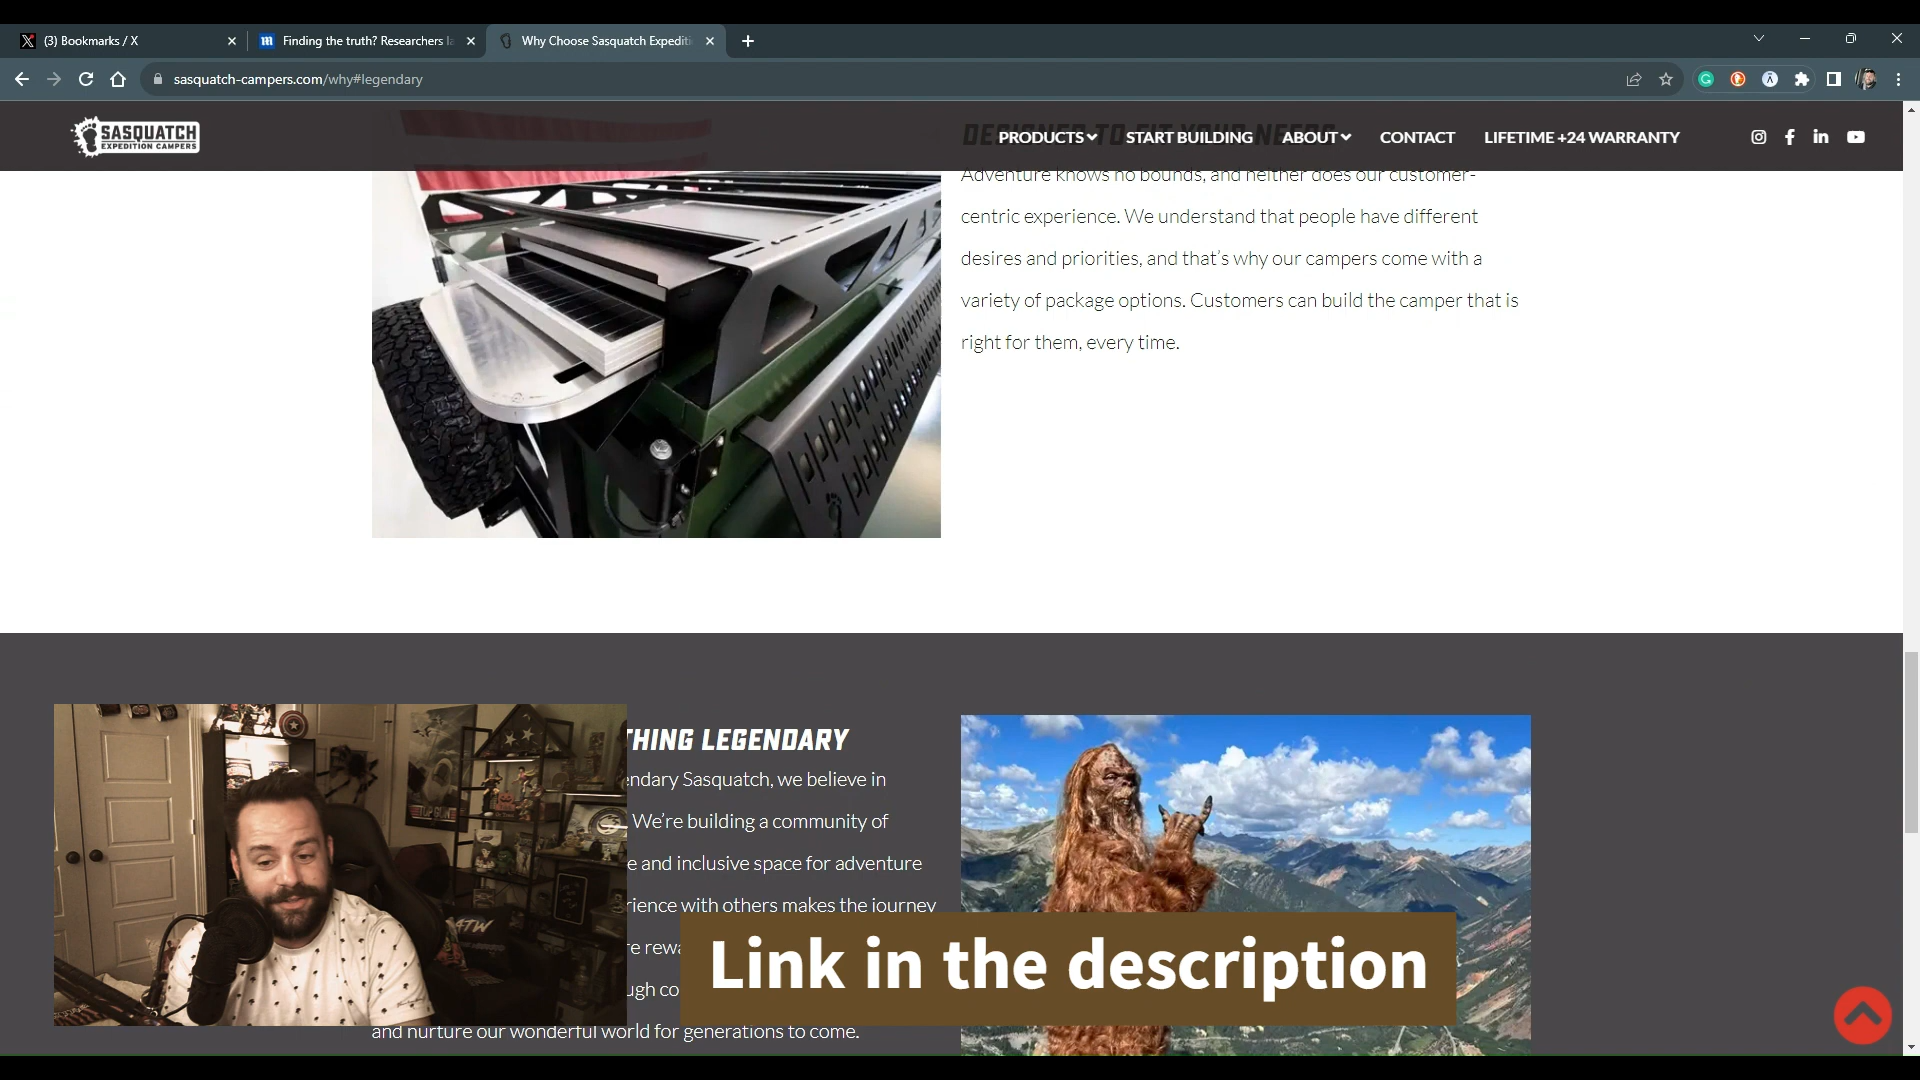 (3) Bookmarks / X
Finding the truth? Researchers
Why Choose Sasquatch Expediti
sasquatch-campers.com/why#legendary
SASQUATCH
EXPEDITION CAMPERS
PRODUCTS
START BUILDING
ABOUT
CONTACT
LIFETIME +24 WARRANTY
DESIGNED TO FIT YOUR NEEDS
Adventure knows no bounds, and neither does our customer-
centric experience. We understand that people have different
desires and priorities, and that's why our campers come with a
variety of package options. Customers can build the camper that is
right for them, every time.
THING LEGENDARY
endary Sasquatch, we believe in
We're building a community of
e and inclusive space for adventure
rience with others makes the journey
re rewa
ugh co
and nurture our wonderful world for generations to come.
TOP GUN
Link in the description